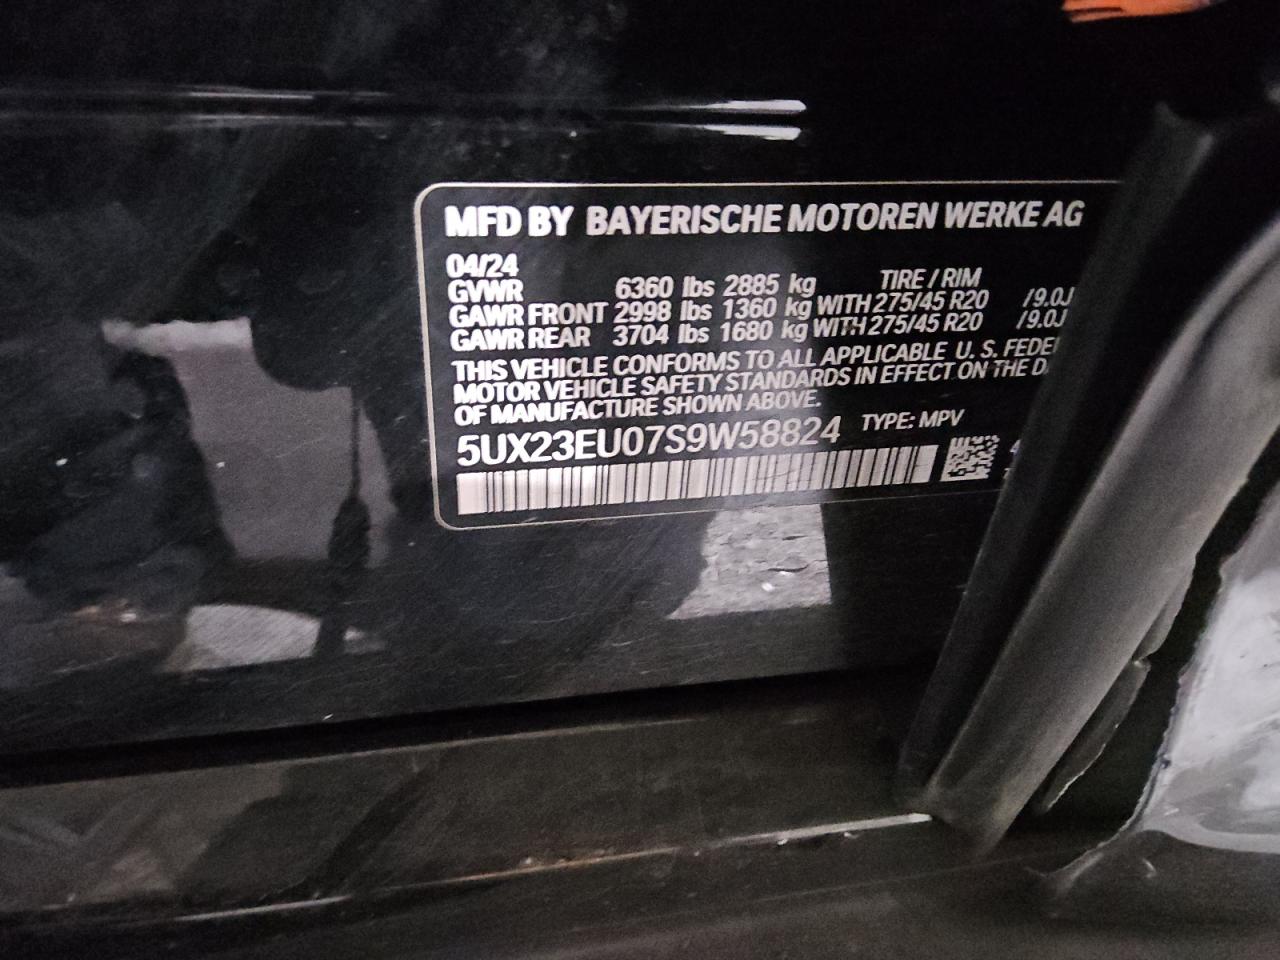 MFD BY BAYERISCHE MOTOREN WERKE AG
04/24
GVWR 6360 lbs 2885 kg TIRE / RIM
GAWR FRONT 2998 lbs 1360 kg WITH 275/45 R20 /9.0J
GAWR REAR 3704 lbs 1680 kg WITH 275/45 R20 /9.0J
THIS VEHICLE CONFORMS TO ALL APPLICABLE U. S. FEDE
MOTOR VEHICLE SAFETY STANDARDS IN EFFECT ON THE D
OF MANUFACTURE SHOWN ABOVE.
5UX23EU07S9W58824 TYPE: MPV